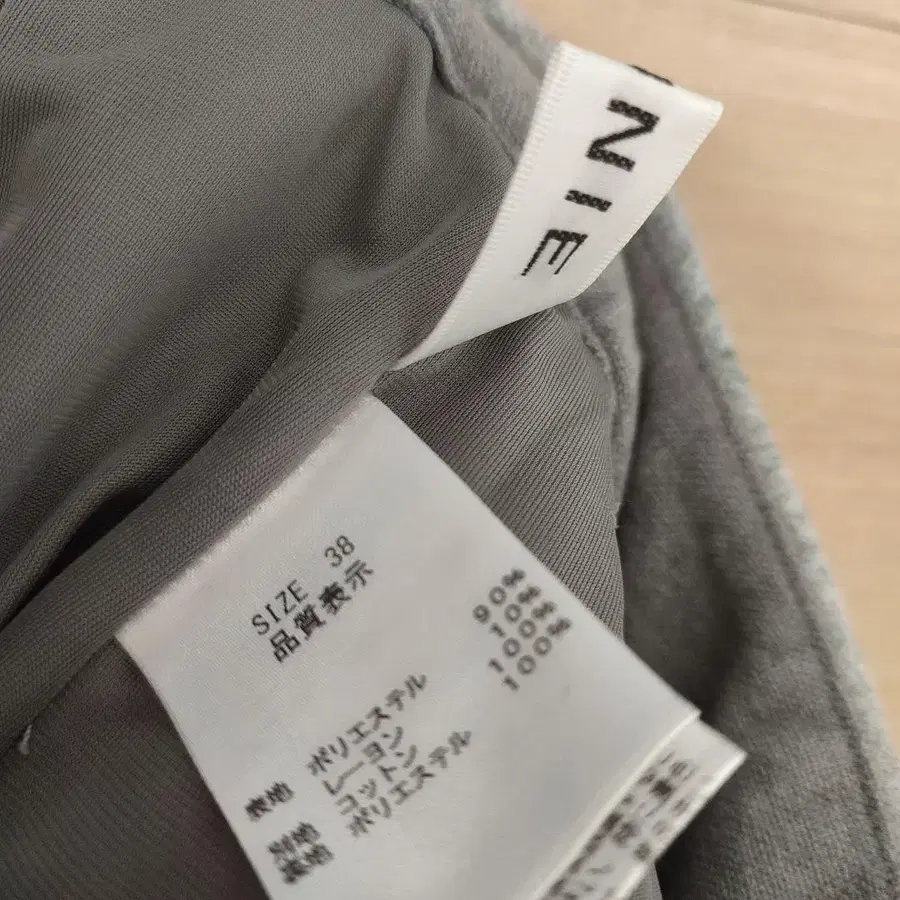 NIE
SIZE 38
品質表示
表地 ポリエステル 90%
レーヨン 10%
別地 コットン 100%
裏地 ポリエステル 100%